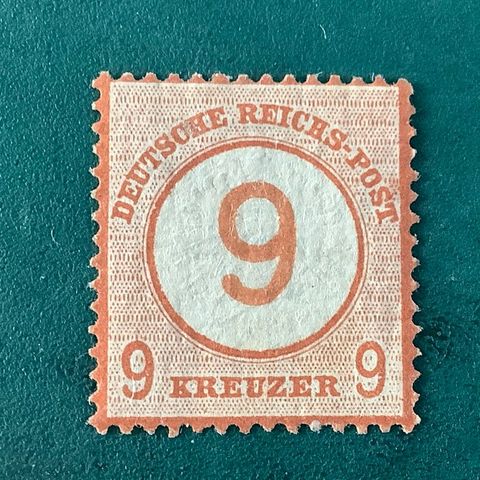 DEUTSCHE REICHS-POST
9
9 KREUZER 9